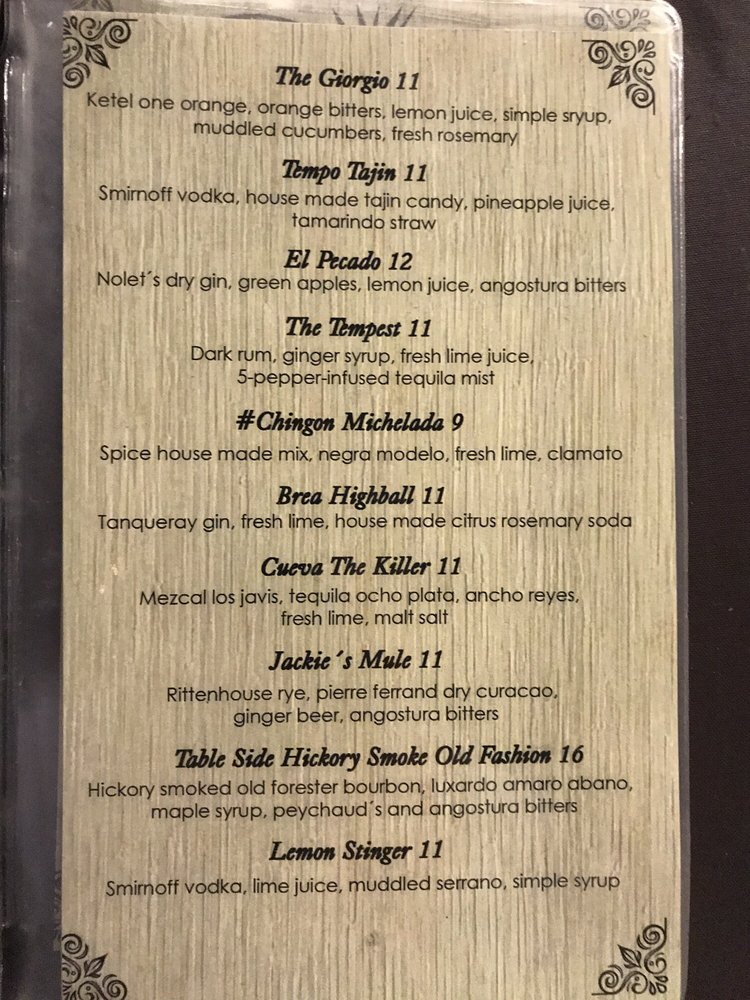 The Giorgio 11
Ketel one orange, orange bitters, lemon juice, simple sryup,
muddled cucumbers, fresh rosemary
Tempo Tajin 11
Smirnoff vodka, house made tajin candy, pineapple juice,
tamarindo straw
El Pecado 12
Nolet´s dry gin, green apples, lemon juice, angostura bitters
The Tempest 11
Dark rum, ginger syrup, fresh lime juice,
5-pepper-infused tequila mist
#Chingon Michelada 9
Spice house made mix, negra modelo, fresh lime, clamato
Brea Highball 11
Tanqueray gin, fresh lime, house made citrus rosemary soda
Cueva The Killer 11
Mezcal los javis, tequila ocho plata, ancho reyes,
fresh lime, malt salt
Jackie´s Mule 11
Rittenhouse rye, pierre ferrand dry curacao,
ginger beer, angostura bitters
Table Side Hickory Smoke Old Fashion 16
Hickory smoked old forester bourbon, luxardo amaro abano,
maple syrup, peychaud´s and angostura bitters
Lemon Stinger 11
Smirnoff vodka, lime juice, muddled serrano, simple syrup